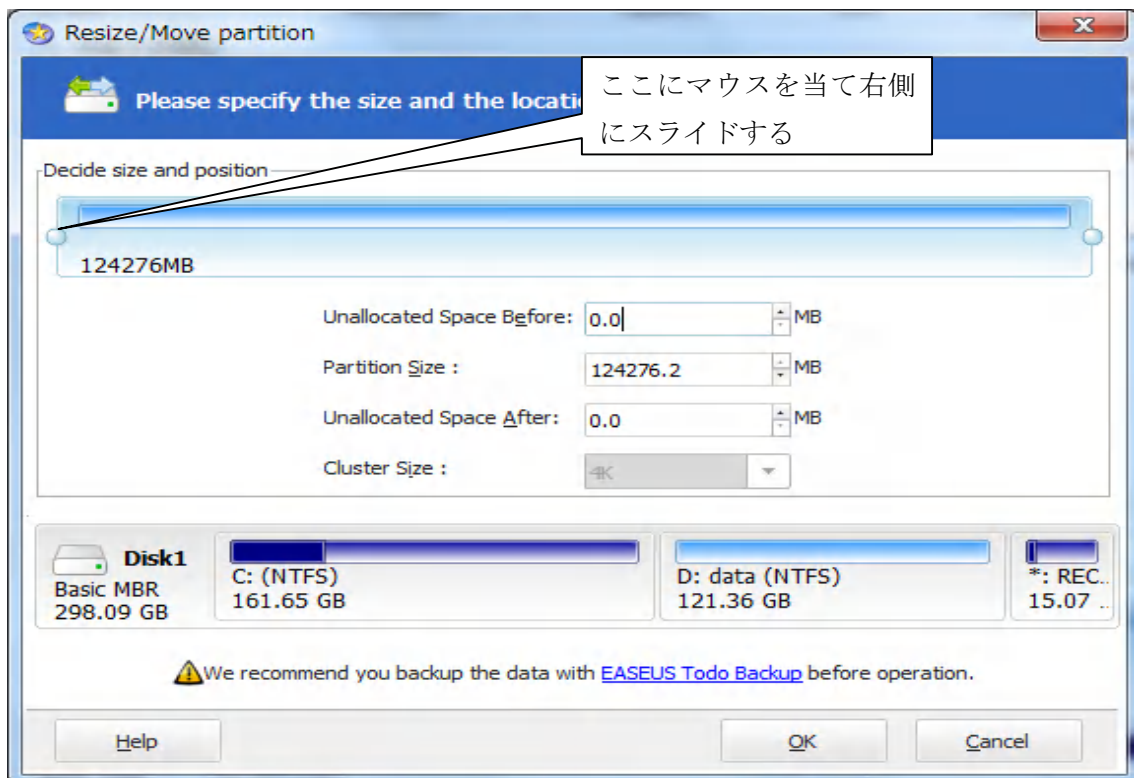 Resize/Move partition
Please specify the size and the locati
ここにマウスを当て右側
にスライドする
Decide size and position
124276MB
Unallocated Space Before: 0.0 MB
Partition Size : 124276.2 MB
Unallocated Space After: 0.0 MB
Cluster Size : 4K
Disk1
Basic MBR
298.09 GB
C: (NTFS)
161.65 GB
D: data (NTFS)
121.36 GB
*: REC..
15.07 ..
We recommend you backup the data with EASEUS Todo Backup before operation.
Help OK Cancel